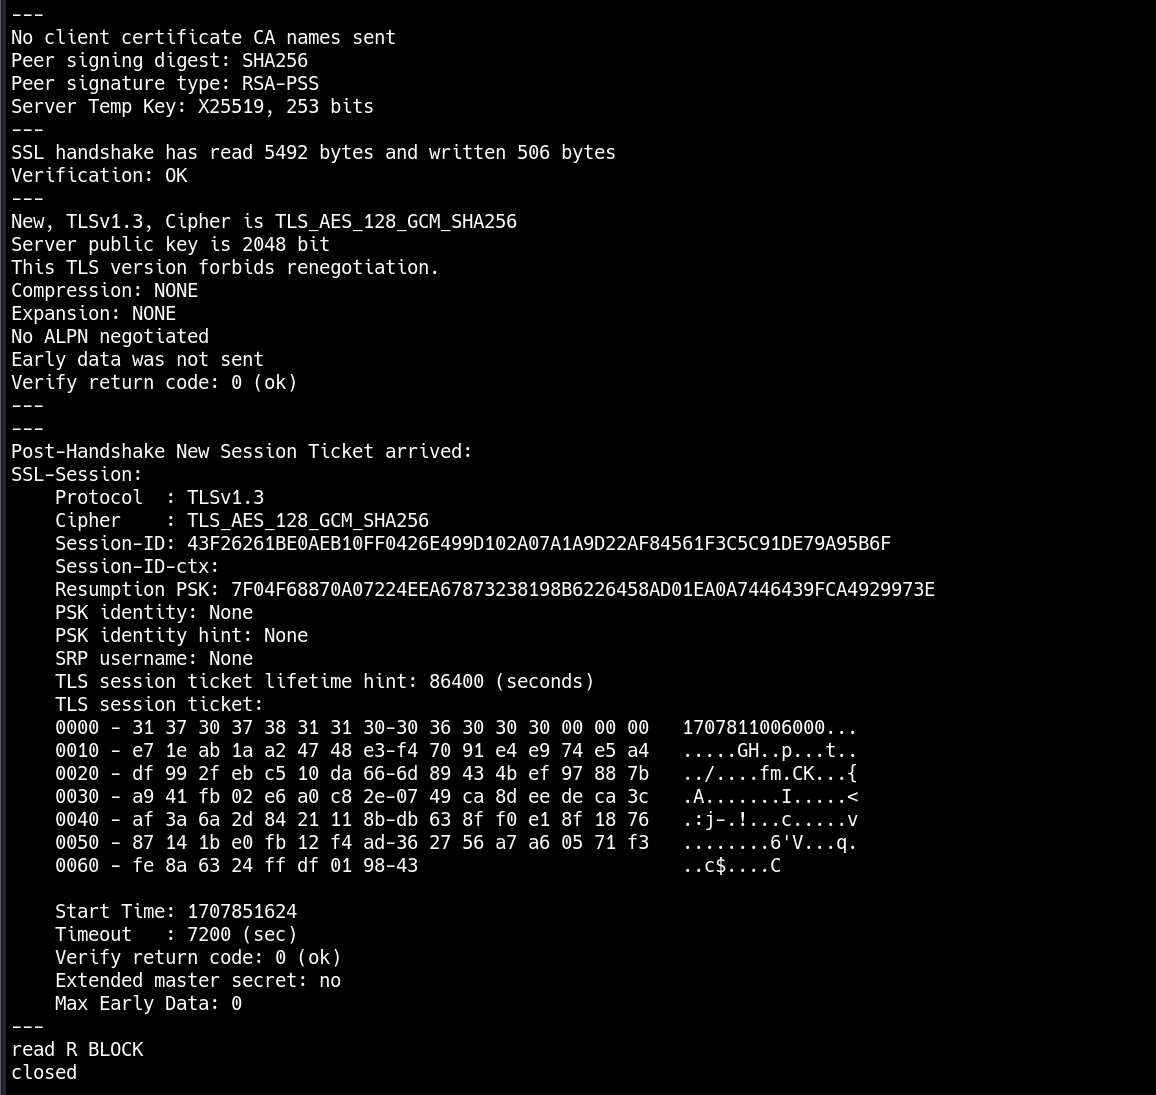 ---
No client certificate CA names sent
Peer signing digest: SHA256
Peer signature type: RSA-PSS
Server Temp Key: X25519, 253 bits
---
SSL handshake has read 5492 bytes and written 506 bytes
Verification: OK
---
New, TLSv1.3, Cipher is TLS_AES_128_GCM_SHA256
Server public key is 2048 bit
This TLS version forbids renegotiation.
Compression: NONE
Expansion: NONE
No ALPN negotiated
Early data was not sent
Verify return code: 0 (ok)
---
---
Post-Handshake New Session Ticket arrived:
SSL-Session:
    Protocol  : TLSv1.3
    Cipher    : TLS_AES_128_GCM_SHA256
    Session-ID: 43F26261BE0AEB10FF0426E499D102A07A1A9D22AF84561F3C5C91DE79A95B6F
    Session-ID-ctx:
    Resumption PSK: 7F04F68870A07224EEA67873238198B6226458AD01EA0A7446439FCA4929973E
    PSK identity: None
    PSK identity hint: None
    SRP username: None
    TLS session ticket lifetime hint: 86400 (seconds)
    TLS session ticket:
    0000 - 31 37 30 37 38 31 31 30-30 36 30 30 30 00 00 00   1707811006000...
    0010 - e7 1e ab 1a a2 47 48 e3-f4 70 91 e4 e9 74 e5 a4   .....GH..p...t..
    0020 - df 99 2f eb c5 10 da 66-6d 89 43 4b ef 97 88 7b   ../....fm.CK...{
    0030 - a9 41 fb 02 e6 a0 c8 2e-07 49 ca 8d ee de ca 3c   .A.......I.....<
    0040 - af 3a 6a 2d 84 21 11 8b-db 63 8f f0 e1 8f 18 76   .:j-.!...c.....v
    0050 - 87 14 1b e0 fb 12 f4 ad-36 27 56 a7 a6 05 71 f3   ........6'V...q.
    0060 - fe 8a 63 24 ff df 01 98-43                        ..c$....C

    Start Time: 1707851624
    Timeout   : 7200 (sec)
    Verify return code: 0 (ok)
    Extended master secret: no
    Max Early Data: 0
---
read R BLOCK
closed